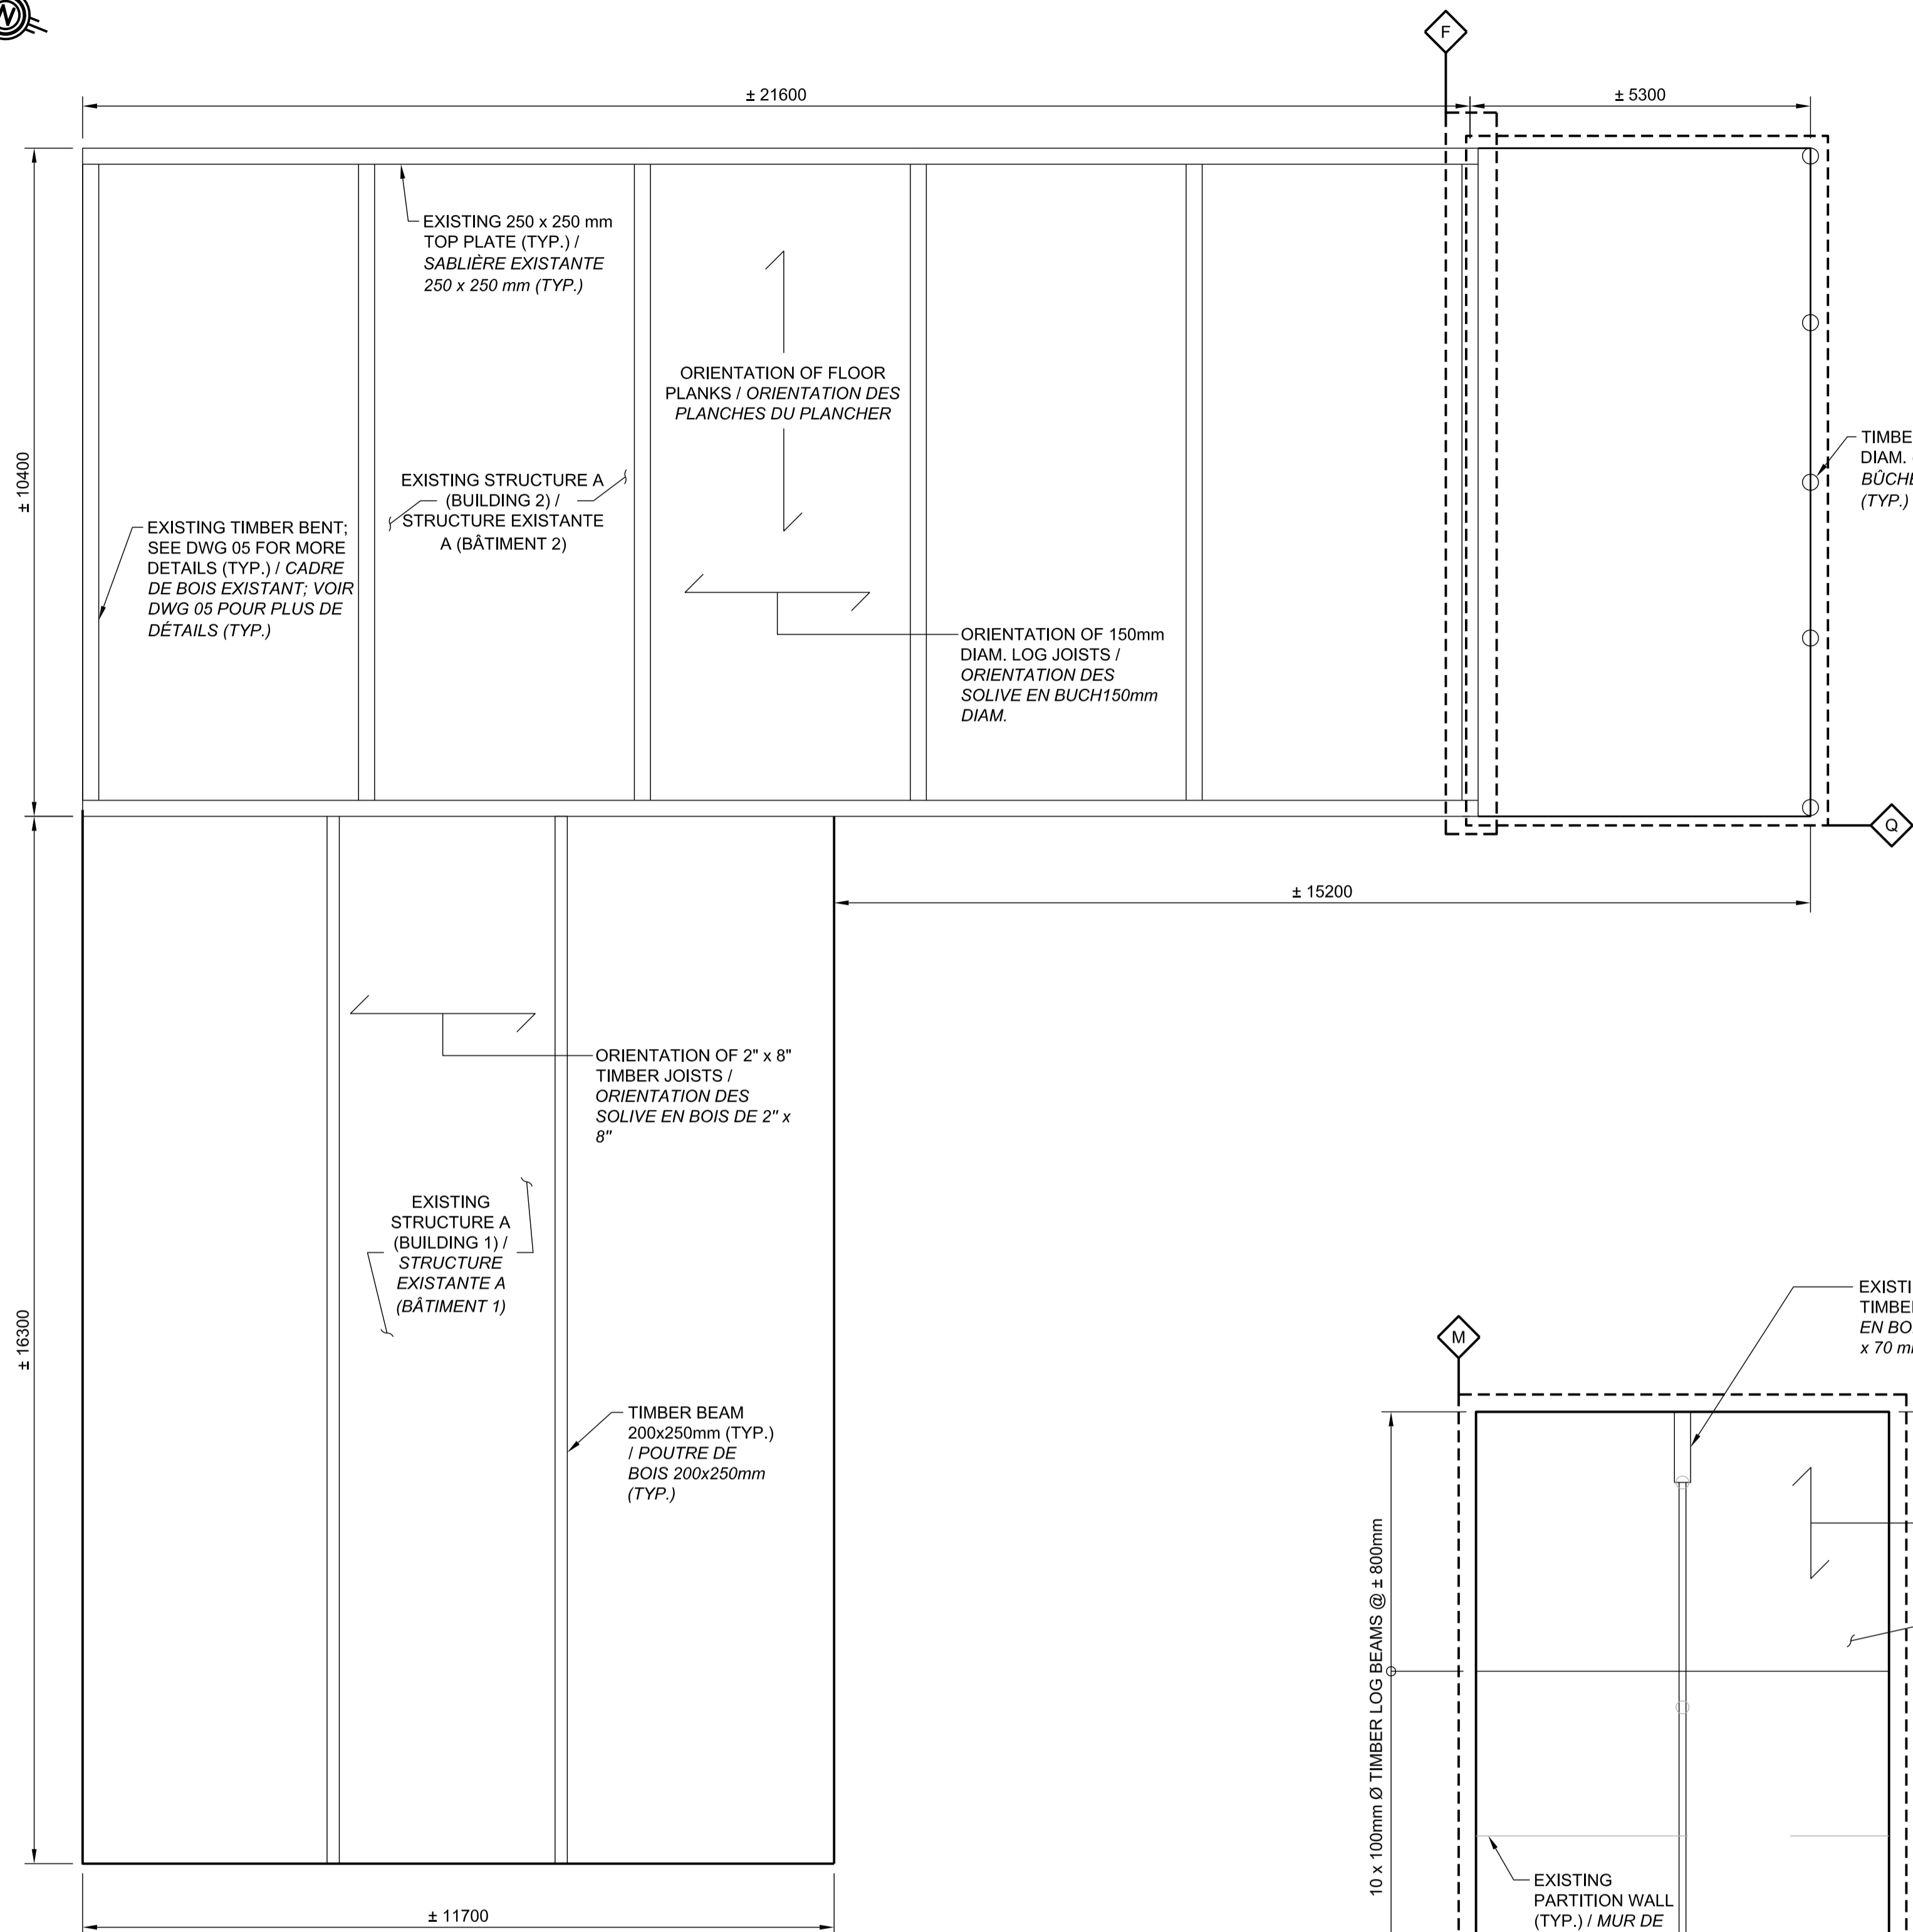 N
F
± 21600
± 5300
EXISTING 250 x 250 mm
TOP PLATE (TYP.) /
SABLIÈRE EXISTANTE
250 x 250 mm (TYP.)
ORIENTATION OF FLOOR
PLANKS / ORIENTATION DES
PLANCHES DU PLANCHER
± 10400
EXISTING STRUCTURE A
(BUILDING 2) /
STRUCTURE EXISTANTE
A (BÂTIMENT 2)
EXISTING TIMBER BENT;
SEE DWG 05 FOR MORE
DETAILS (TYP.) / CADRE
DE BOIS EXISTANT; VOIR
DWG 05 POUR PLUS DE
DÉTAILS (TYP.)
DIAM.
(TYP.)
ORIENTATION OF 150mm
DIAM. LOG JOISTS /
ORIENTATION DES
SOLIVE EN BUCH150mm
DIAM.
Q
± 15200
ORIENTATION OF 2" x 8"
TIMBER JOISTS /
ORIENTATION DES
SOLIVE EN BOIS DE 2" x
8"
EXISTING
STRUCTURE A
(BUILDING 1) /
STRUCTURE
EXISTANTE A
(BÂTIMENT 1)
± 16300
TIMBER BEAM
200x250mm (TYP.)
/ POUTRE DE
BOIS 200x250mm
(TYP.)
± 11700
M
EN
x 70
10 x 100mm Ø TIMBER LOG BEAMS @ ± 800mm
EXISTING
PARTITION WALL
(TYP.) / MUR DE